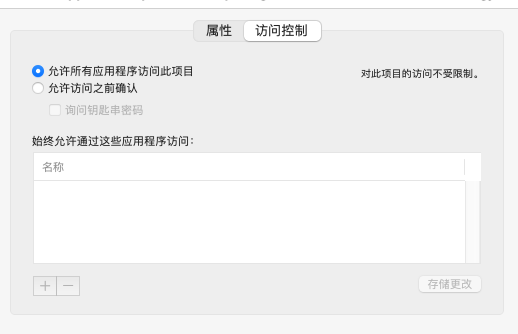 属性 访问控制
允许所有应用程序访问此项目 对此项目的访问不受限制。
允许访问之前确认
询问钥匙串密码
始终允许通过这些应用程序访问：
名称
+ − 存储更改